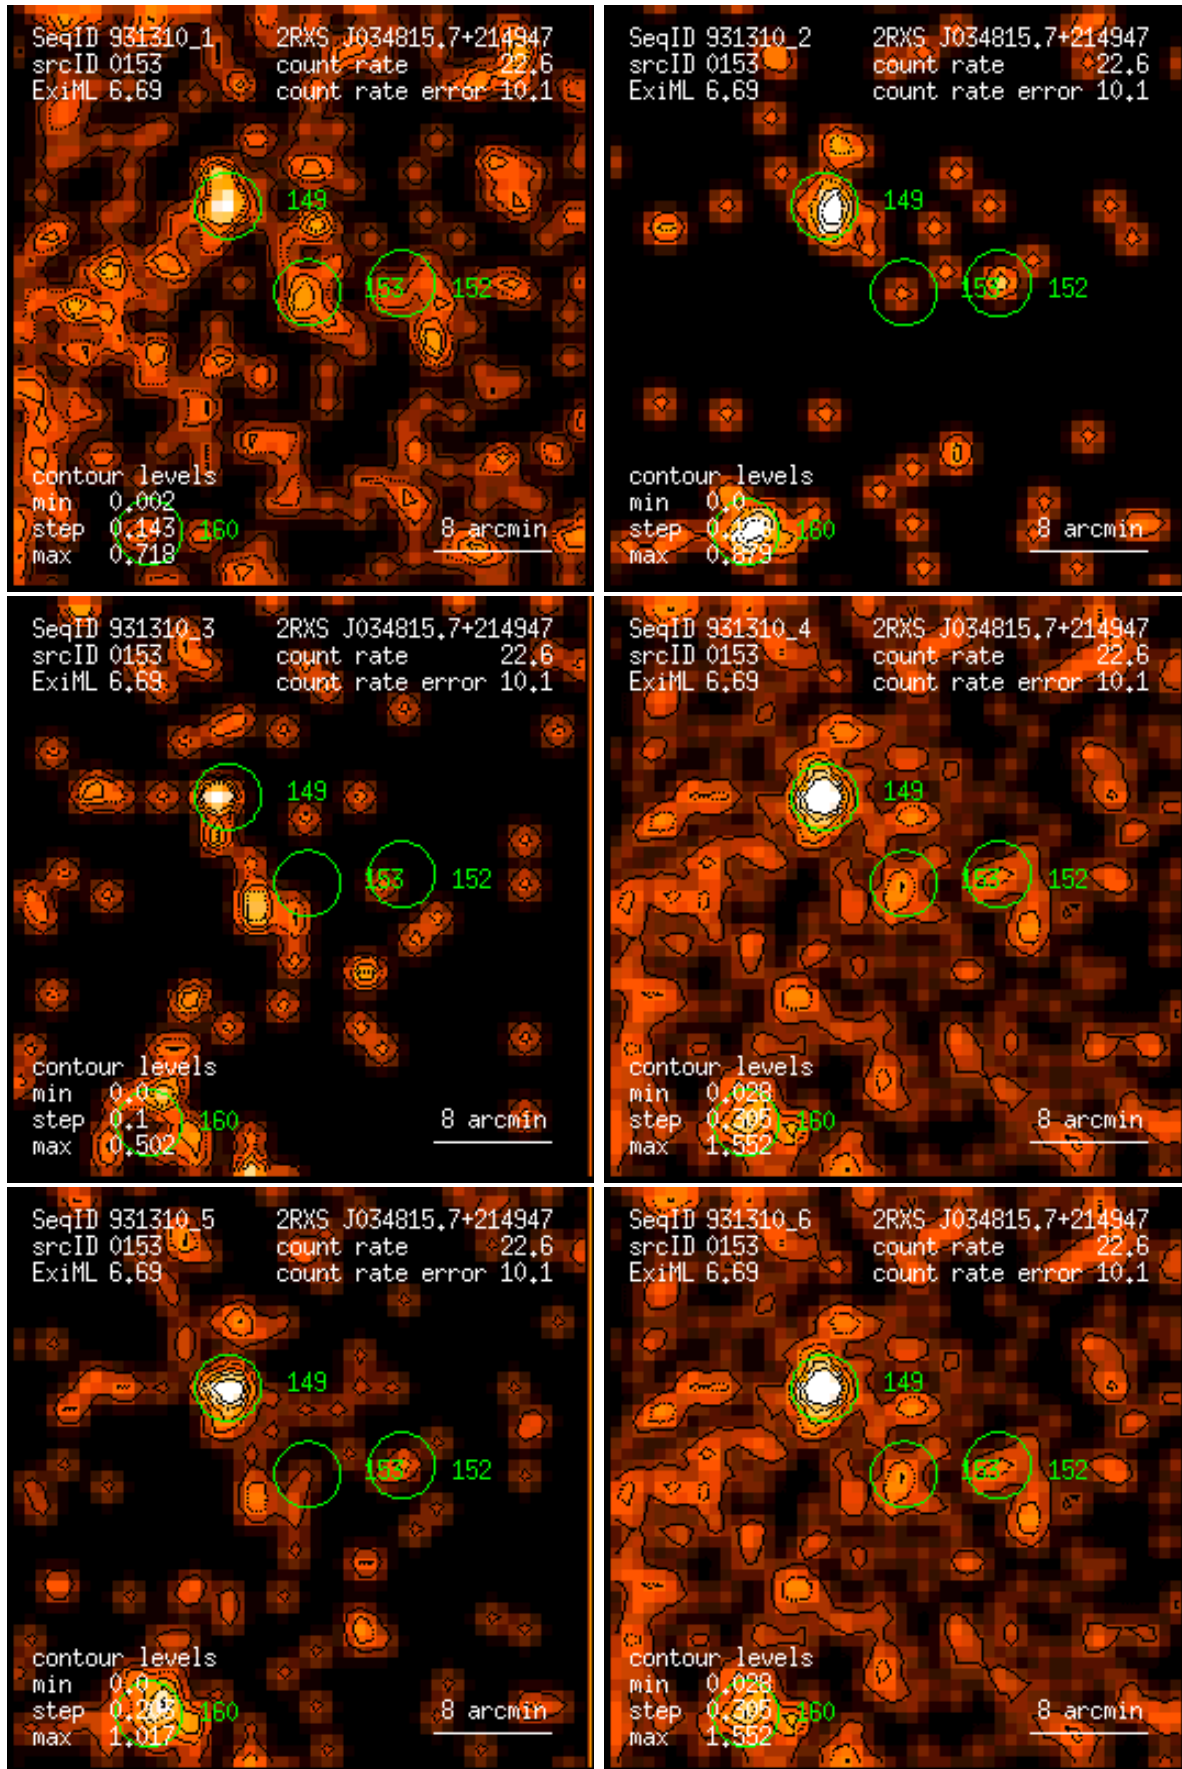 SeqID 931310_1 2RXS J034815.7+214947
srcID 0153 count rate 22.6
ExiML 6.69 count rate error 10.1
149
153 152
contour levels
min 0.002
step 0.143 160 8 arcmin
max 0.718
SeqID 931310_2 2RXS J034815.7+214947
srcID 0153 count rate 22.6
ExiML 6.69 count rate error 10.1
149
153 152
contour levels
min 0.0
step 160 8 arcmin
max 0.879
SeqID 931310_3 2RXS J034815.7+214947
srcID 0153 count rate 22.6
ExiML 6.69 count rate error 10.1
149
153 152
contour levels
min 0.0
step 0.1 160 8 arcmin
max 0.502
SeqID 931310_4 2RXS J034815.7+214947
srcID 0153 count rate 22.6
ExiML 6.69 count rate error 10.1
149
153 152
contour levels
min 0.028
step 0.305 160 8 arcmin
max 1.552
SeqID 931310_5 2RXS J034815.7+214947
srcID 0153 count rate 22.6
ExiML 6.69 count rate error 10.1
149
153 152
contour levels
min 0.0
step 160 8 arcmin
max 1.017
SeqID 931310_6 2RXS J034815.7+214947
srcID 0153 count rate 22.6
ExiML 6.69 count rate error 10.1
149
153 152
contour levels
min 0.028
step 0.305 160 8 arcmin
max 1.552